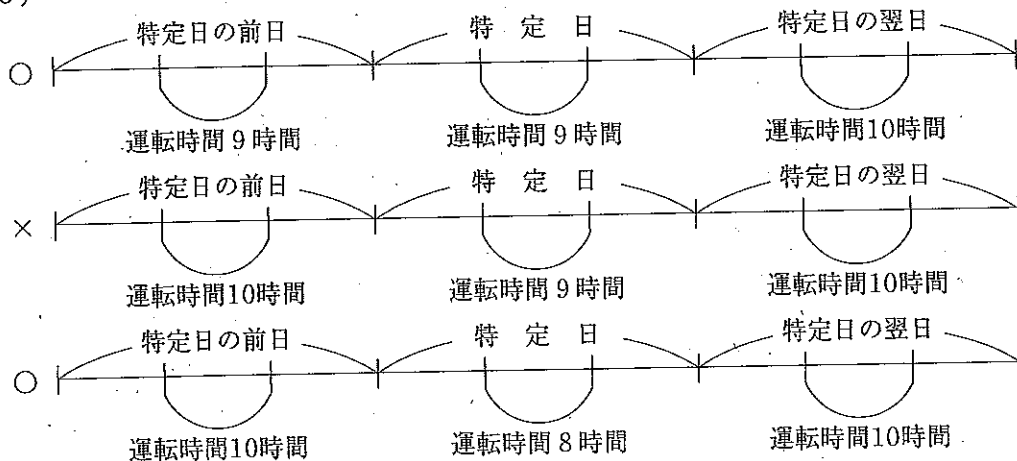 特定日の前日 特定日 特定日の翌日
○
運転時間9時間 運転時間9時間 運転時間10時間
特定日の前日 特定日 特定日の翌日
×
運転時間10時間 運転時間9時間 運転時間10時間
特定日の前日 特定日 特定日の翌日
○
運転時間10時間 運転時間8時間 運転時間10時間